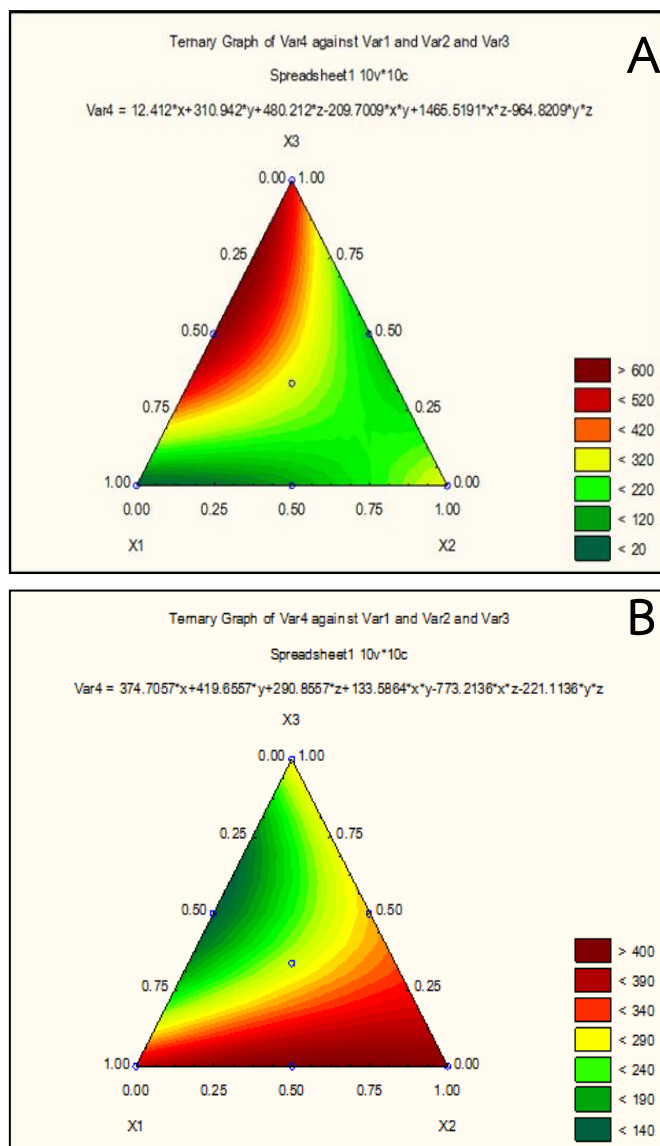 A
Ternary Graph of Var4 against Var1 and Var2 and Var3
Spreadsheet1 10v*10c
Var4 = 12.412*x+310.942*y+480.212*z-209.7009*x*y+1465.5191*x*z-964.8209*y*z
X3
0.00 1.00
0.25 0.75
0.50 0.50
0.75 0.25
1.00 0.00
0.00 0.25 0.50 0.75 1.00
X1 X2
> 600
< 520
< 420
< 320
< 220
< 120
< 20
B
Ternary Graph of Var4 against Var1 and Var2 and Var3
Spreadsheet1 10v*10c
Var4 = 374.7057*x+419.6557*y+290.8557*z+133.5864*x*y-773.2136*x*z-221.1136*y*z
X3
0.00 1.00
0.25 0.75
0.50 0.50
0.75 0.25
1.00 0.00
0.00 0.25 0.50 0.75 1.00
X1 X2
> 400
< 390
< 340
< 290
< 240
< 190
< 140